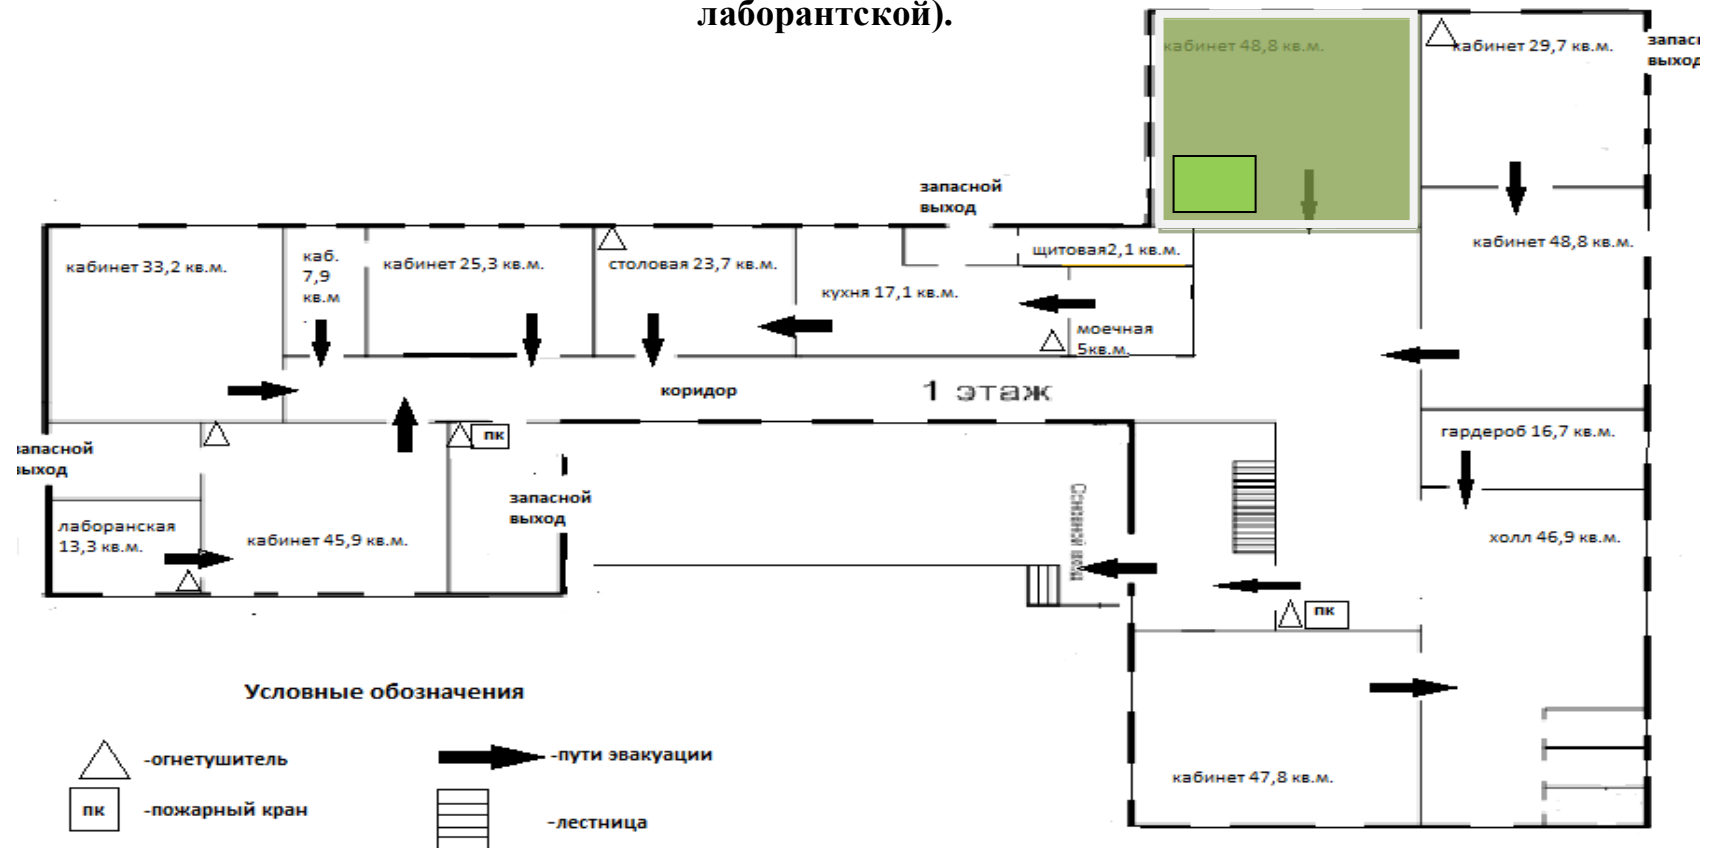 лаборантской).
кабинет 48,8 кв.м.
кабинет 29,7 кв.м.
выход
запасной
выход
кабинет 33,2 кв.м.
каб.
7,9
кв.м
кабинет 25,3 кв.м.
столовая 23,7 кв.м.
кухня 17,1 кв.м.
щитовая2,1 кв.м.
моечная
5кв.м.
кабинет 48,8 кв.м.
коридор
1 этаж
гардероб 16,7 кв.м.
пк
апасной
запасной
выход
лаборанская
13,3 кв.м.
кабинет 45,9 кв.м.
холл 46,9 кв.м.
пк
кабинет 47,8 кв.м.
Условные обозначения
-огнетушитель
-пути эвакуации
пк
-пожарный кран
-лестница